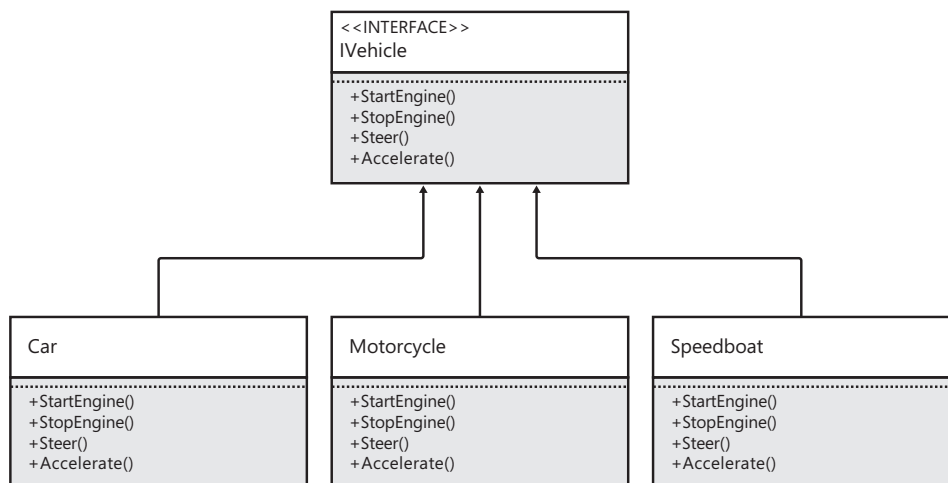 <<INTERFACE>>
IVehicle
+StartEngine()
+StopEngine()
+Steer()
+Accelerate()
Car
+StartEngine()
+StopEngine()
+Steer()
+Accelerate()
Motorcycle
+StartEngine()
+StopEngine()
+Steer()
+Accelerate()
Speedboat
+StartEngine()
+StopEngine()
+Steer()
+Accelerate()